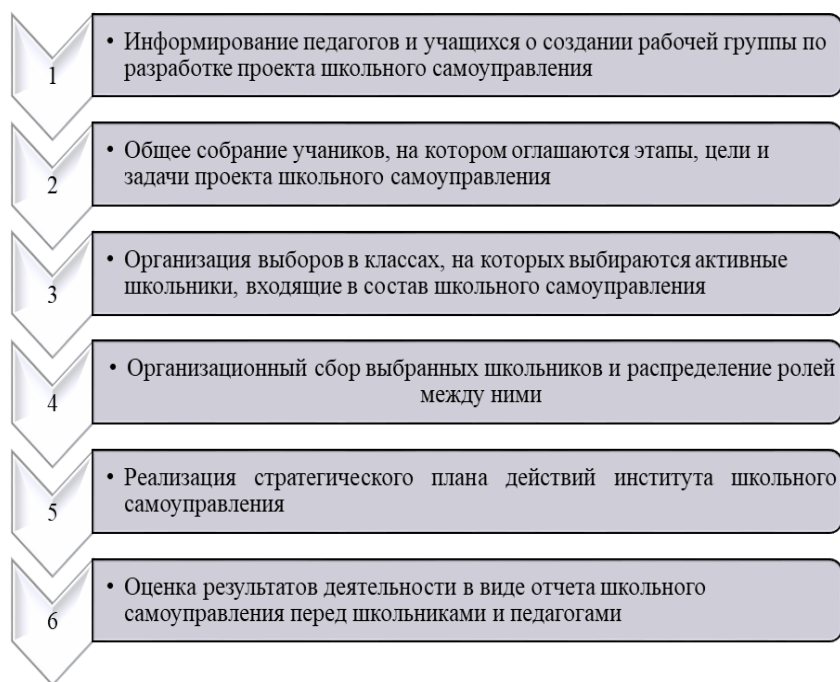 1
• Информирование педагогов и учащихся о создании рабочей группы по
разработке проекта школьного самоуправления
2
• Общее собрание учаников, на котором оглашаются этапы, цели и
задачи проекта школьного самоуправления
3
• Организация выборов в классах, на которых выбираются активные
школьники, входящие в состав школьного самоуправления
4
• Организационный сбор выбранных школьников и распределение ролей
между ними
5
• Реализация стратегического плана действий института школьного
самоуправления
6
• Оценка результатов деятельности в виде отчета школьного
самоуправления перед школьниками и педагогами